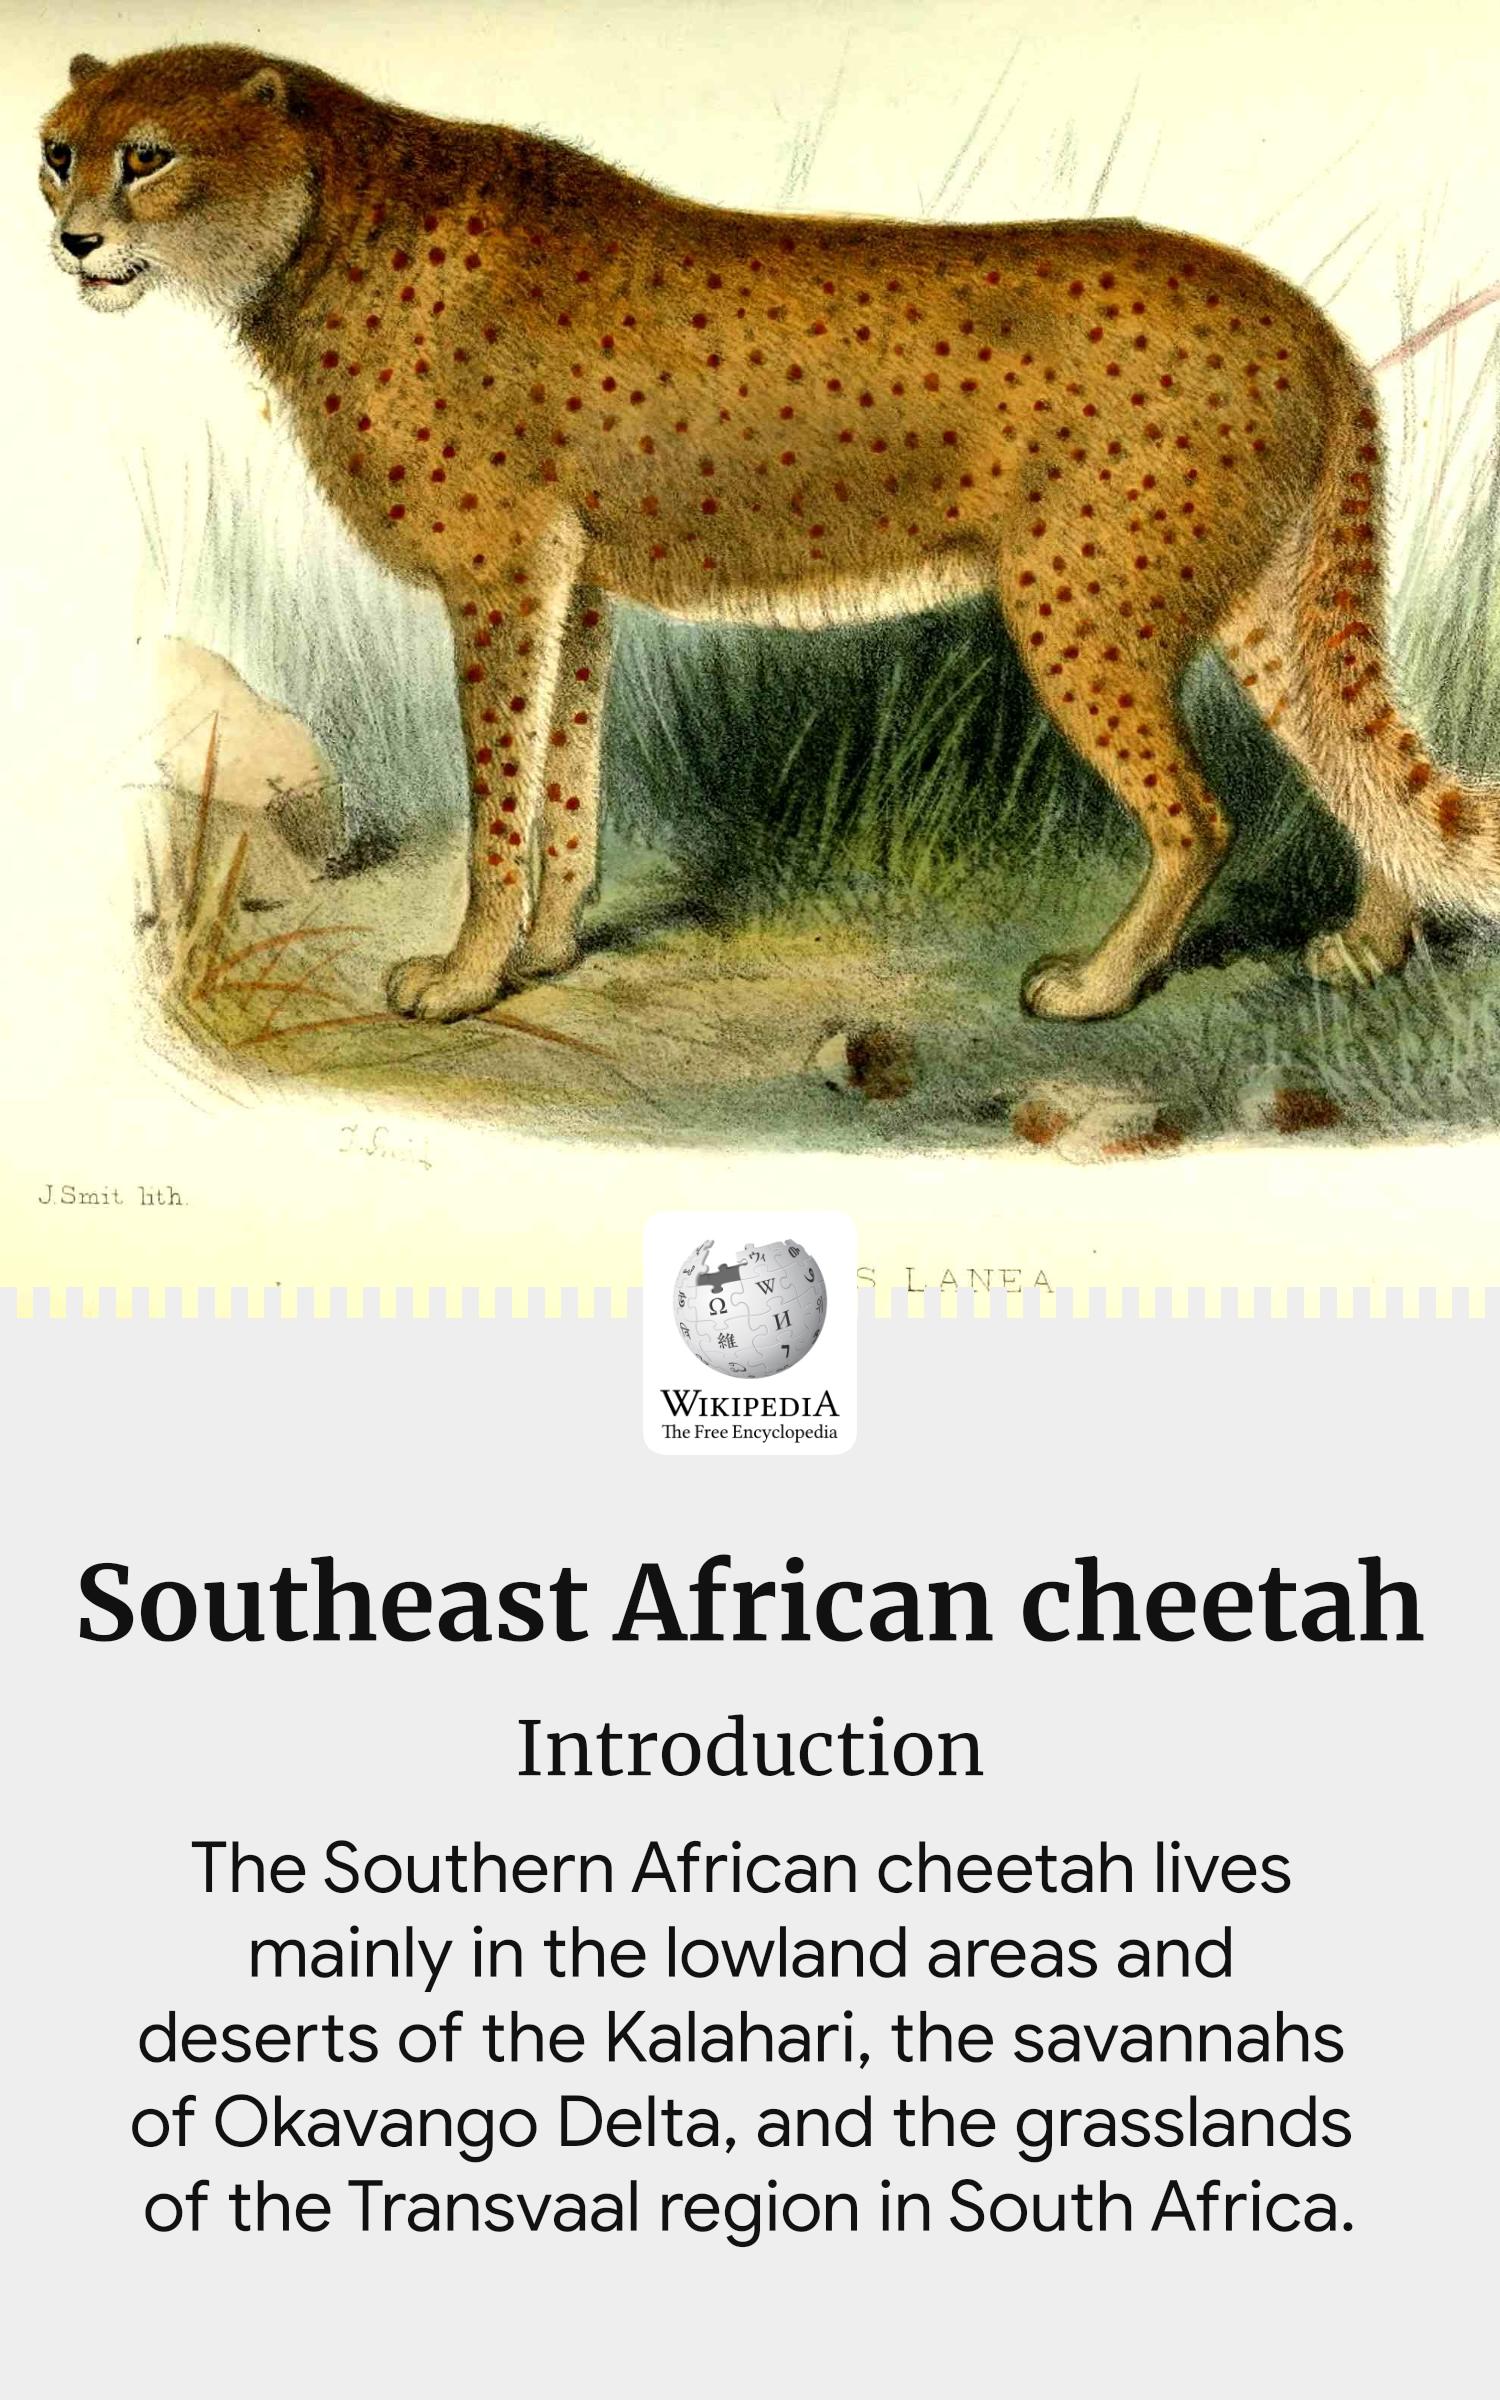 J. Smit lith.
S LANEA
WIKIPEDIA
The Free Encyclopedia
Southeast African cheetah
Introduction
The Southern African cheetah lives
mainly in the lowland areas and
deserts of the Kalahari, the savannahs
of Okavango Delta, and the grasslands
of the Transvaal region in South Africa.